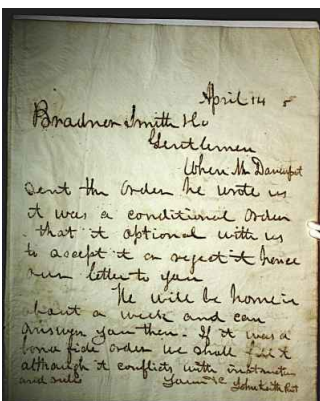 April 14
Bradner Smith & Co
Gentlemen
When Mr Davenport
sent the order he wrote us
it was a conditional order
that it optional with us
to accept it or reject it hence
our letter to you
He will be home in
about a week and can
answer you then. If it was a
bona fide order we shall fill it
although it conflicts with instruction
and rules
Yours &c John Keith